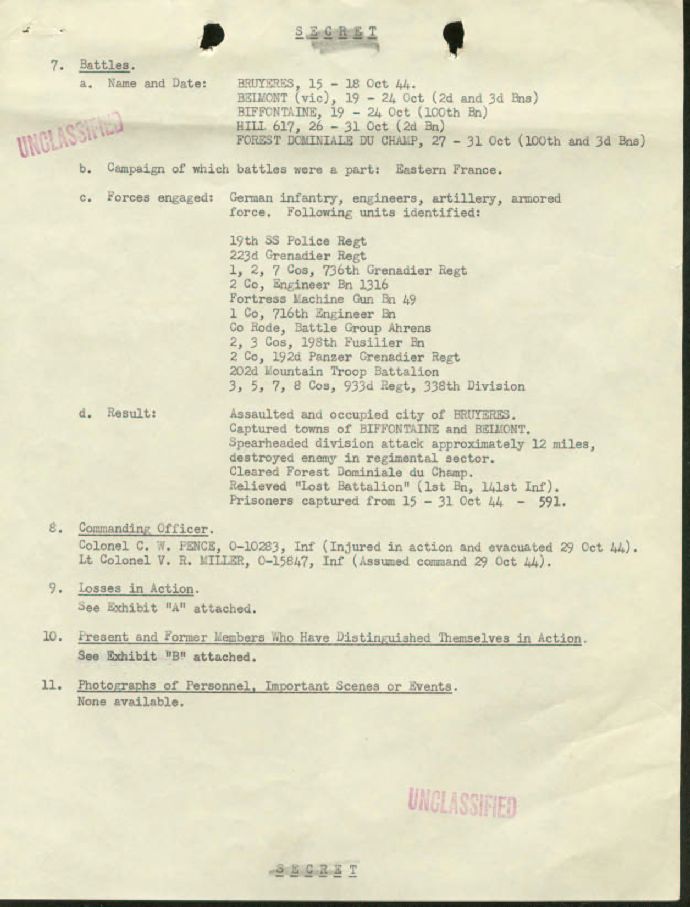 SECRET
7. Battles.
a. Name and Date: BRUYERES, 15 - 18 Oct 44.
BEIMONT (vic), 19 - 24 Oct (2d and 3d Bns)
BIFFONTAINE, 19 - 24 Oct (100th Bn)
HILL 617, 26 - 31 Oct (2d Bn)
FOREST DOMINIALE DU CHAMP, 27 - 31 Oct (100th and 3d Bns)
UNCLASSIFIED
b. Campaign of which battles were a part: Eastern France.
c. Forces engaged: German infantry, engineers, artillery, armored
force. Following units identified:
19th SS Police Regt
223d Grenadier Regt
1, 2, 7 Cos, 736th Grenadier Regt
2 Co, Engineer Bn 1316
Fortress Machine Gun Bn 49
1 Co, 716th Engineer Bn
Co Rode, Battle Group Ahrens
2, 3 Cos, 198th Fusilier Bn
2 Co, 192d Panzer Grenadier Regt
202d Mountain Troop Battalion
3, 5, 7, 8 Cos, 933d Regt, 338th Division
d. Result: Assaulted and occupied city of BRUYERES.
Captured towns of BIFFONTAINE and BEIMONT.
Spearheaded division attack approximately 12 miles,
destroyed enemy in regimental sector.
Cleared Forest Dominiale du Champ.
Relieved "Lost Battalion" (1st Bn, 141st Inf).
Prisoners captured from 15 - 31 Oct 44 - 591.
8. Commanding Officer.
Colonel C. W. PENCE, O-10283, Inf (Injured in action and evacuated 29 Oct 44).
Lt Colonel V. R. MILLER, O-15847, Inf (Assumed command 29 Oct 44).
9. Losses in Action.
See Exhibit "A" attached.
10. Present and Former Members Who Have Distinguished Themselves in Action.
See Exhibit "B" attached.
11. Photographs of Personnel, Important Scenes or Events.
None available.
UNCLASSIFIED
SECRET